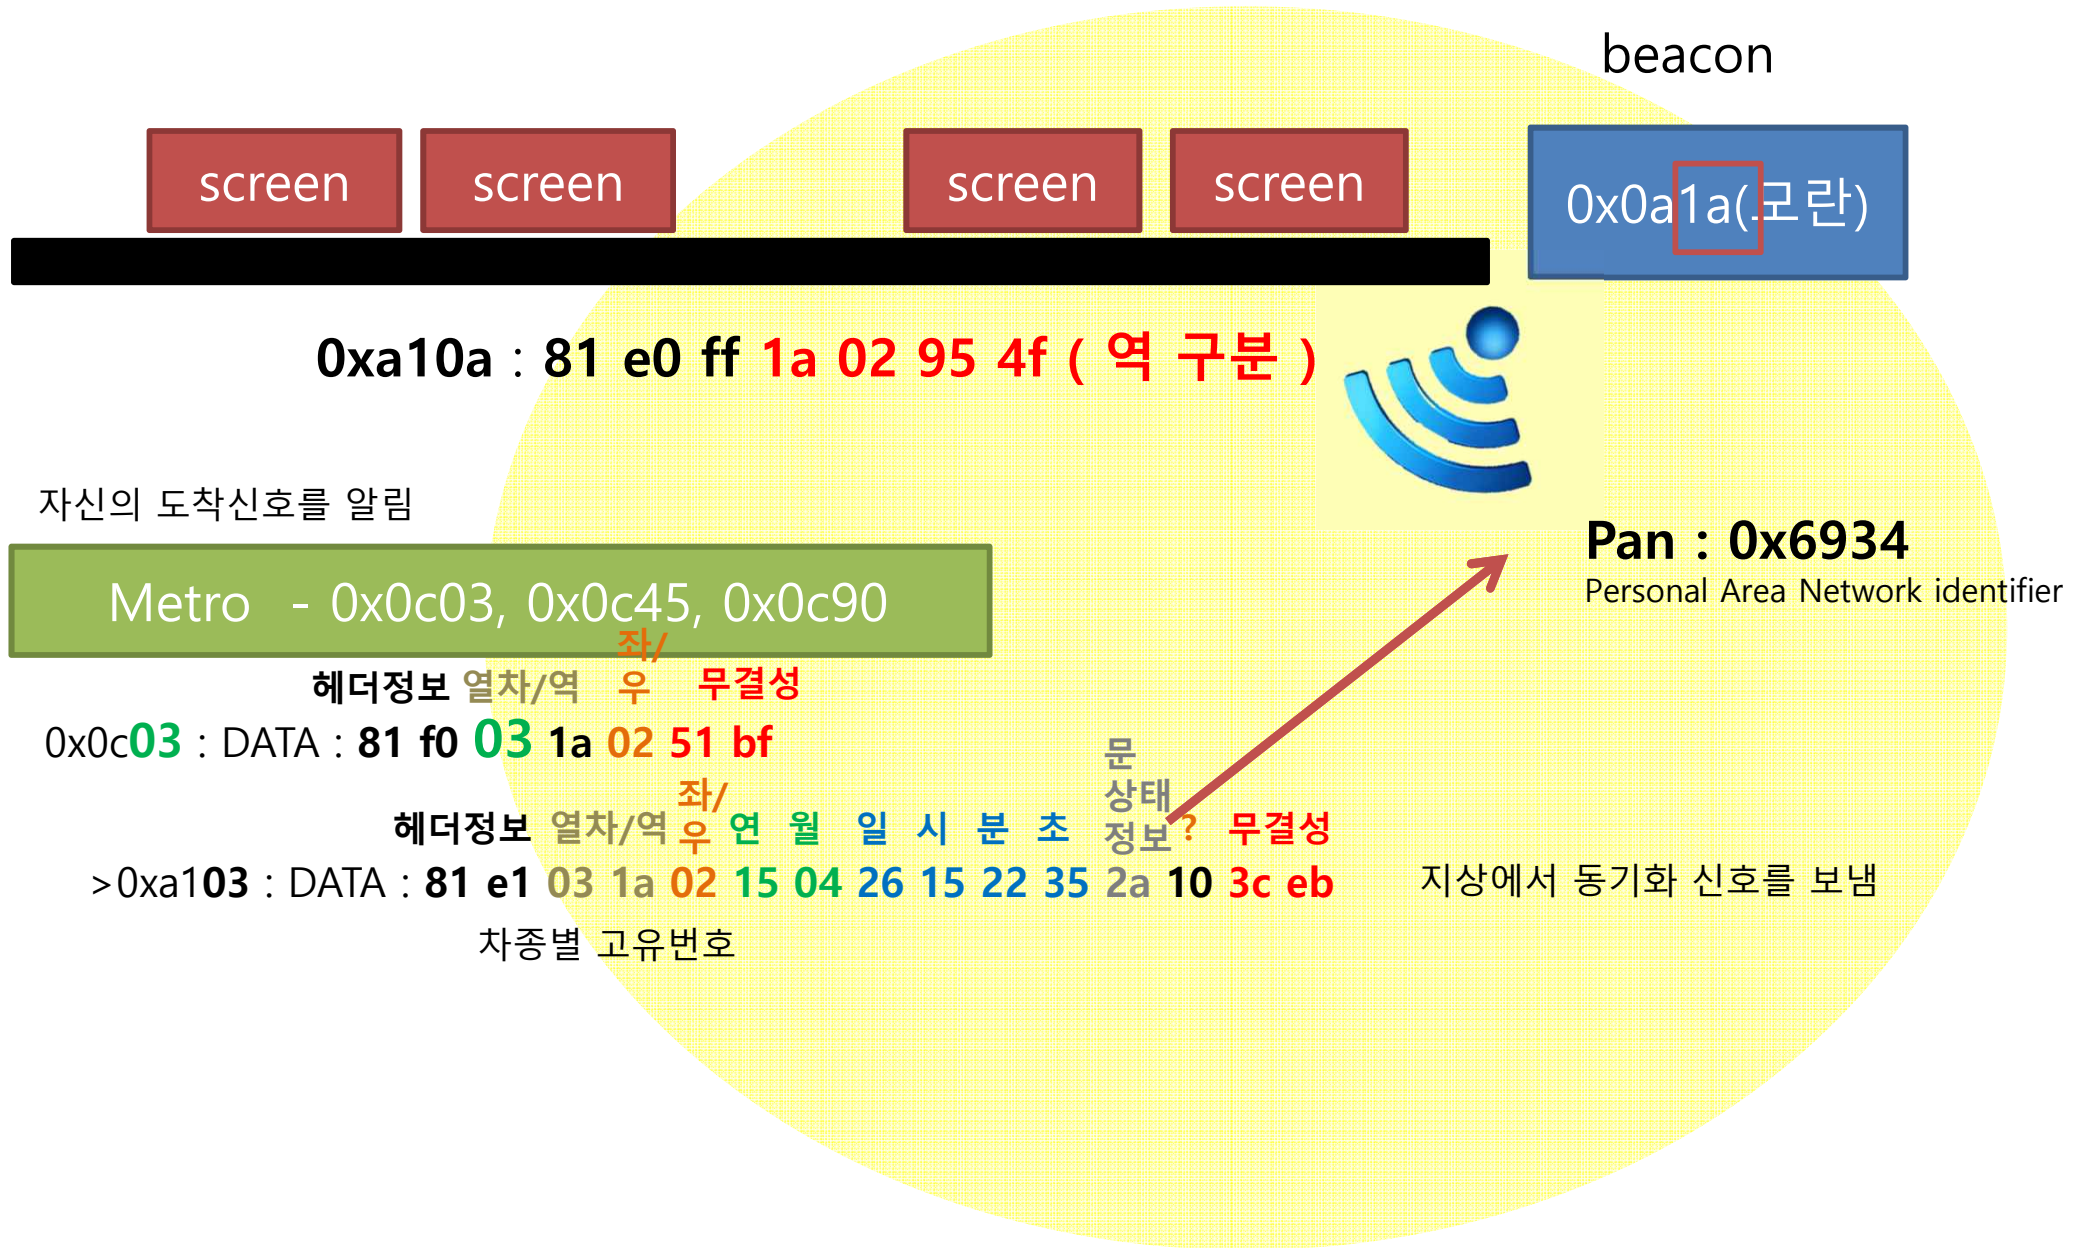 beacon
screen screen screen screen
0x0a1a(모란)
0xa10a : 81 e0 ff 1a 02 95 4f ( 역 구분 )
자신의 도착신호를 알림
Pan : 0x6934
Personal Area Network identifier
Metro - 0x0c03, 0x0c45, 0x0c90
헤더정보 열차/역 좌/우 무결성
0x0c03 : DATA : 81 f0 03 1a 02 51 bf
헤더정보 열차/역 좌/우 연 월 일 시 분 초 문 상태 정보 ? 무결성
>0xa103 : DATA : 81 e1 03 1a 02 15 04 26 15 22 35 2a 10 3c eb
지상에서 동기화 신호를 보냄
차종별 고유번호